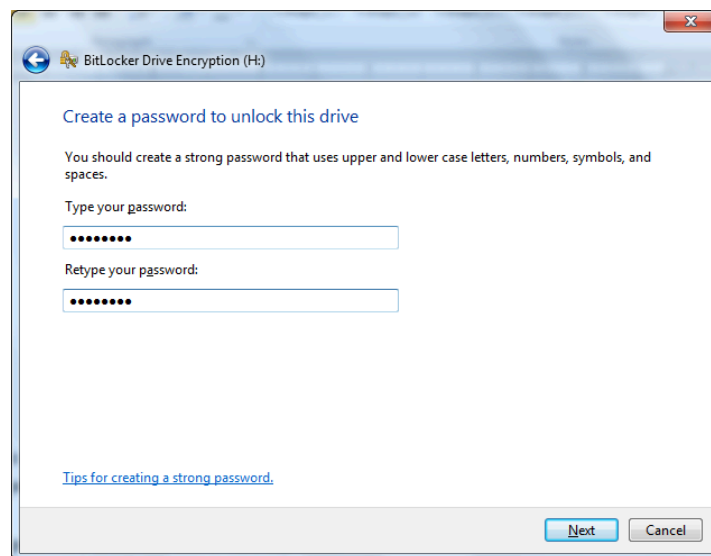 BitLocker Drive Encryption (H:)
Create a password to unlock this drive
You should create a strong password that uses upper and lower case letters, numbers, symbols, and
spaces.
Type your password:
●●●●●●●●
Retype your password:
●●●●●●●●
Tips for creating a strong password.
Next
Cancel